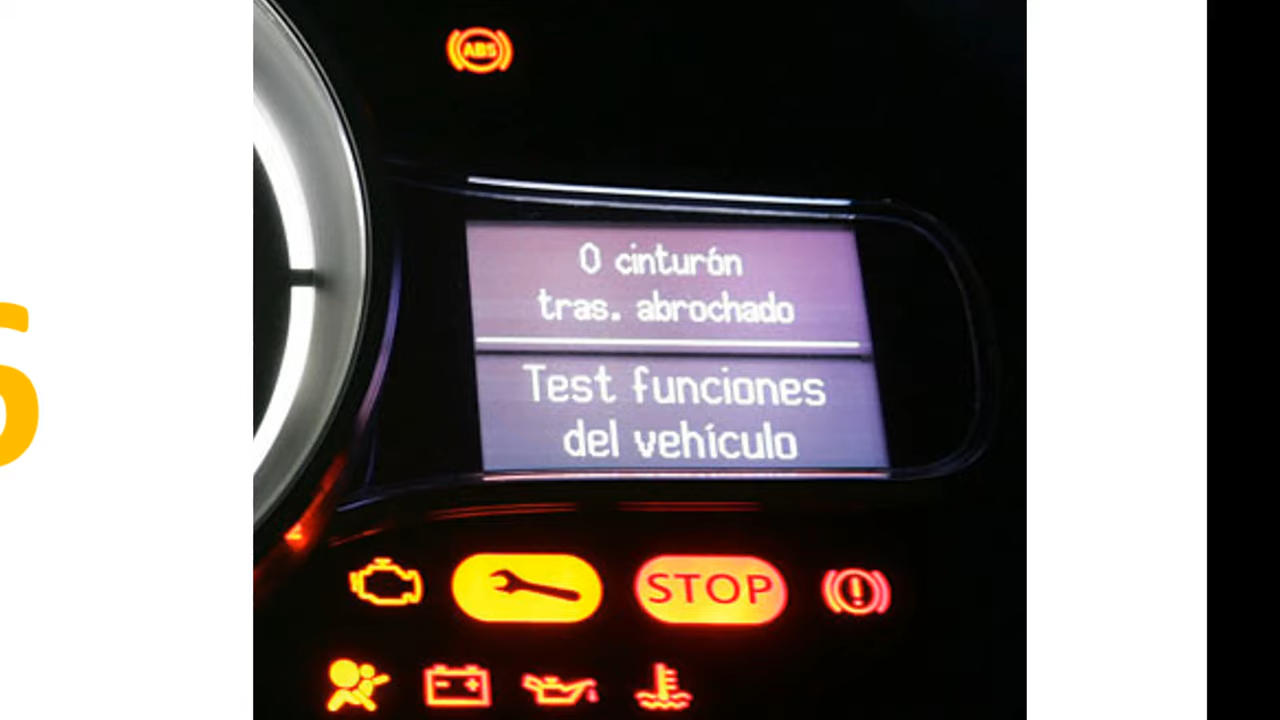 ABS
0 cinturón
tras. abrochado
Test funciones
del vehículo
STOP